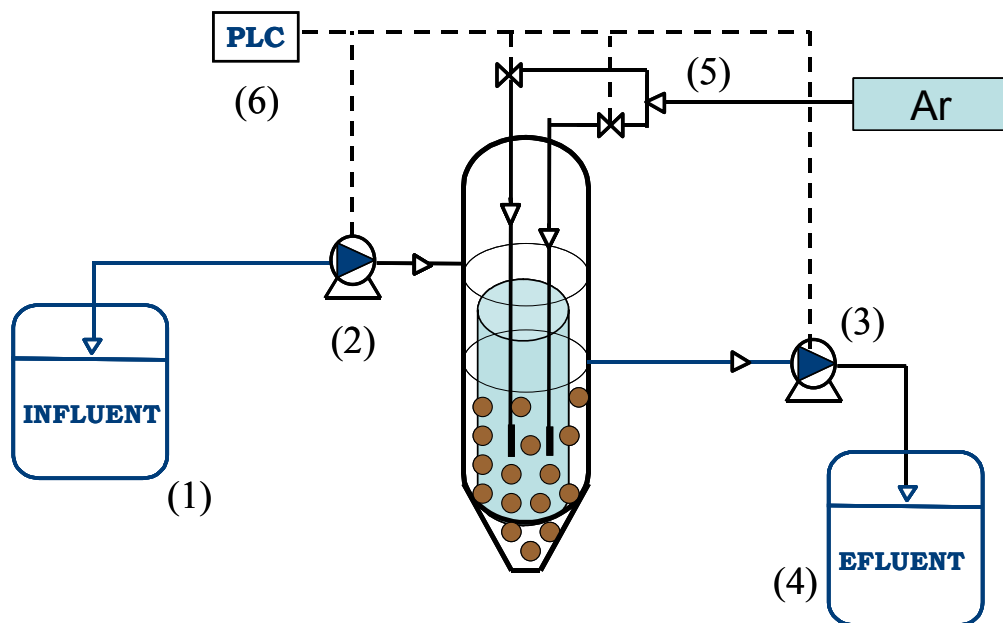 PLC
(6)
(5)
Ar
(2)
(3)
INFLUENT
(1)
(4)
EFLUENT